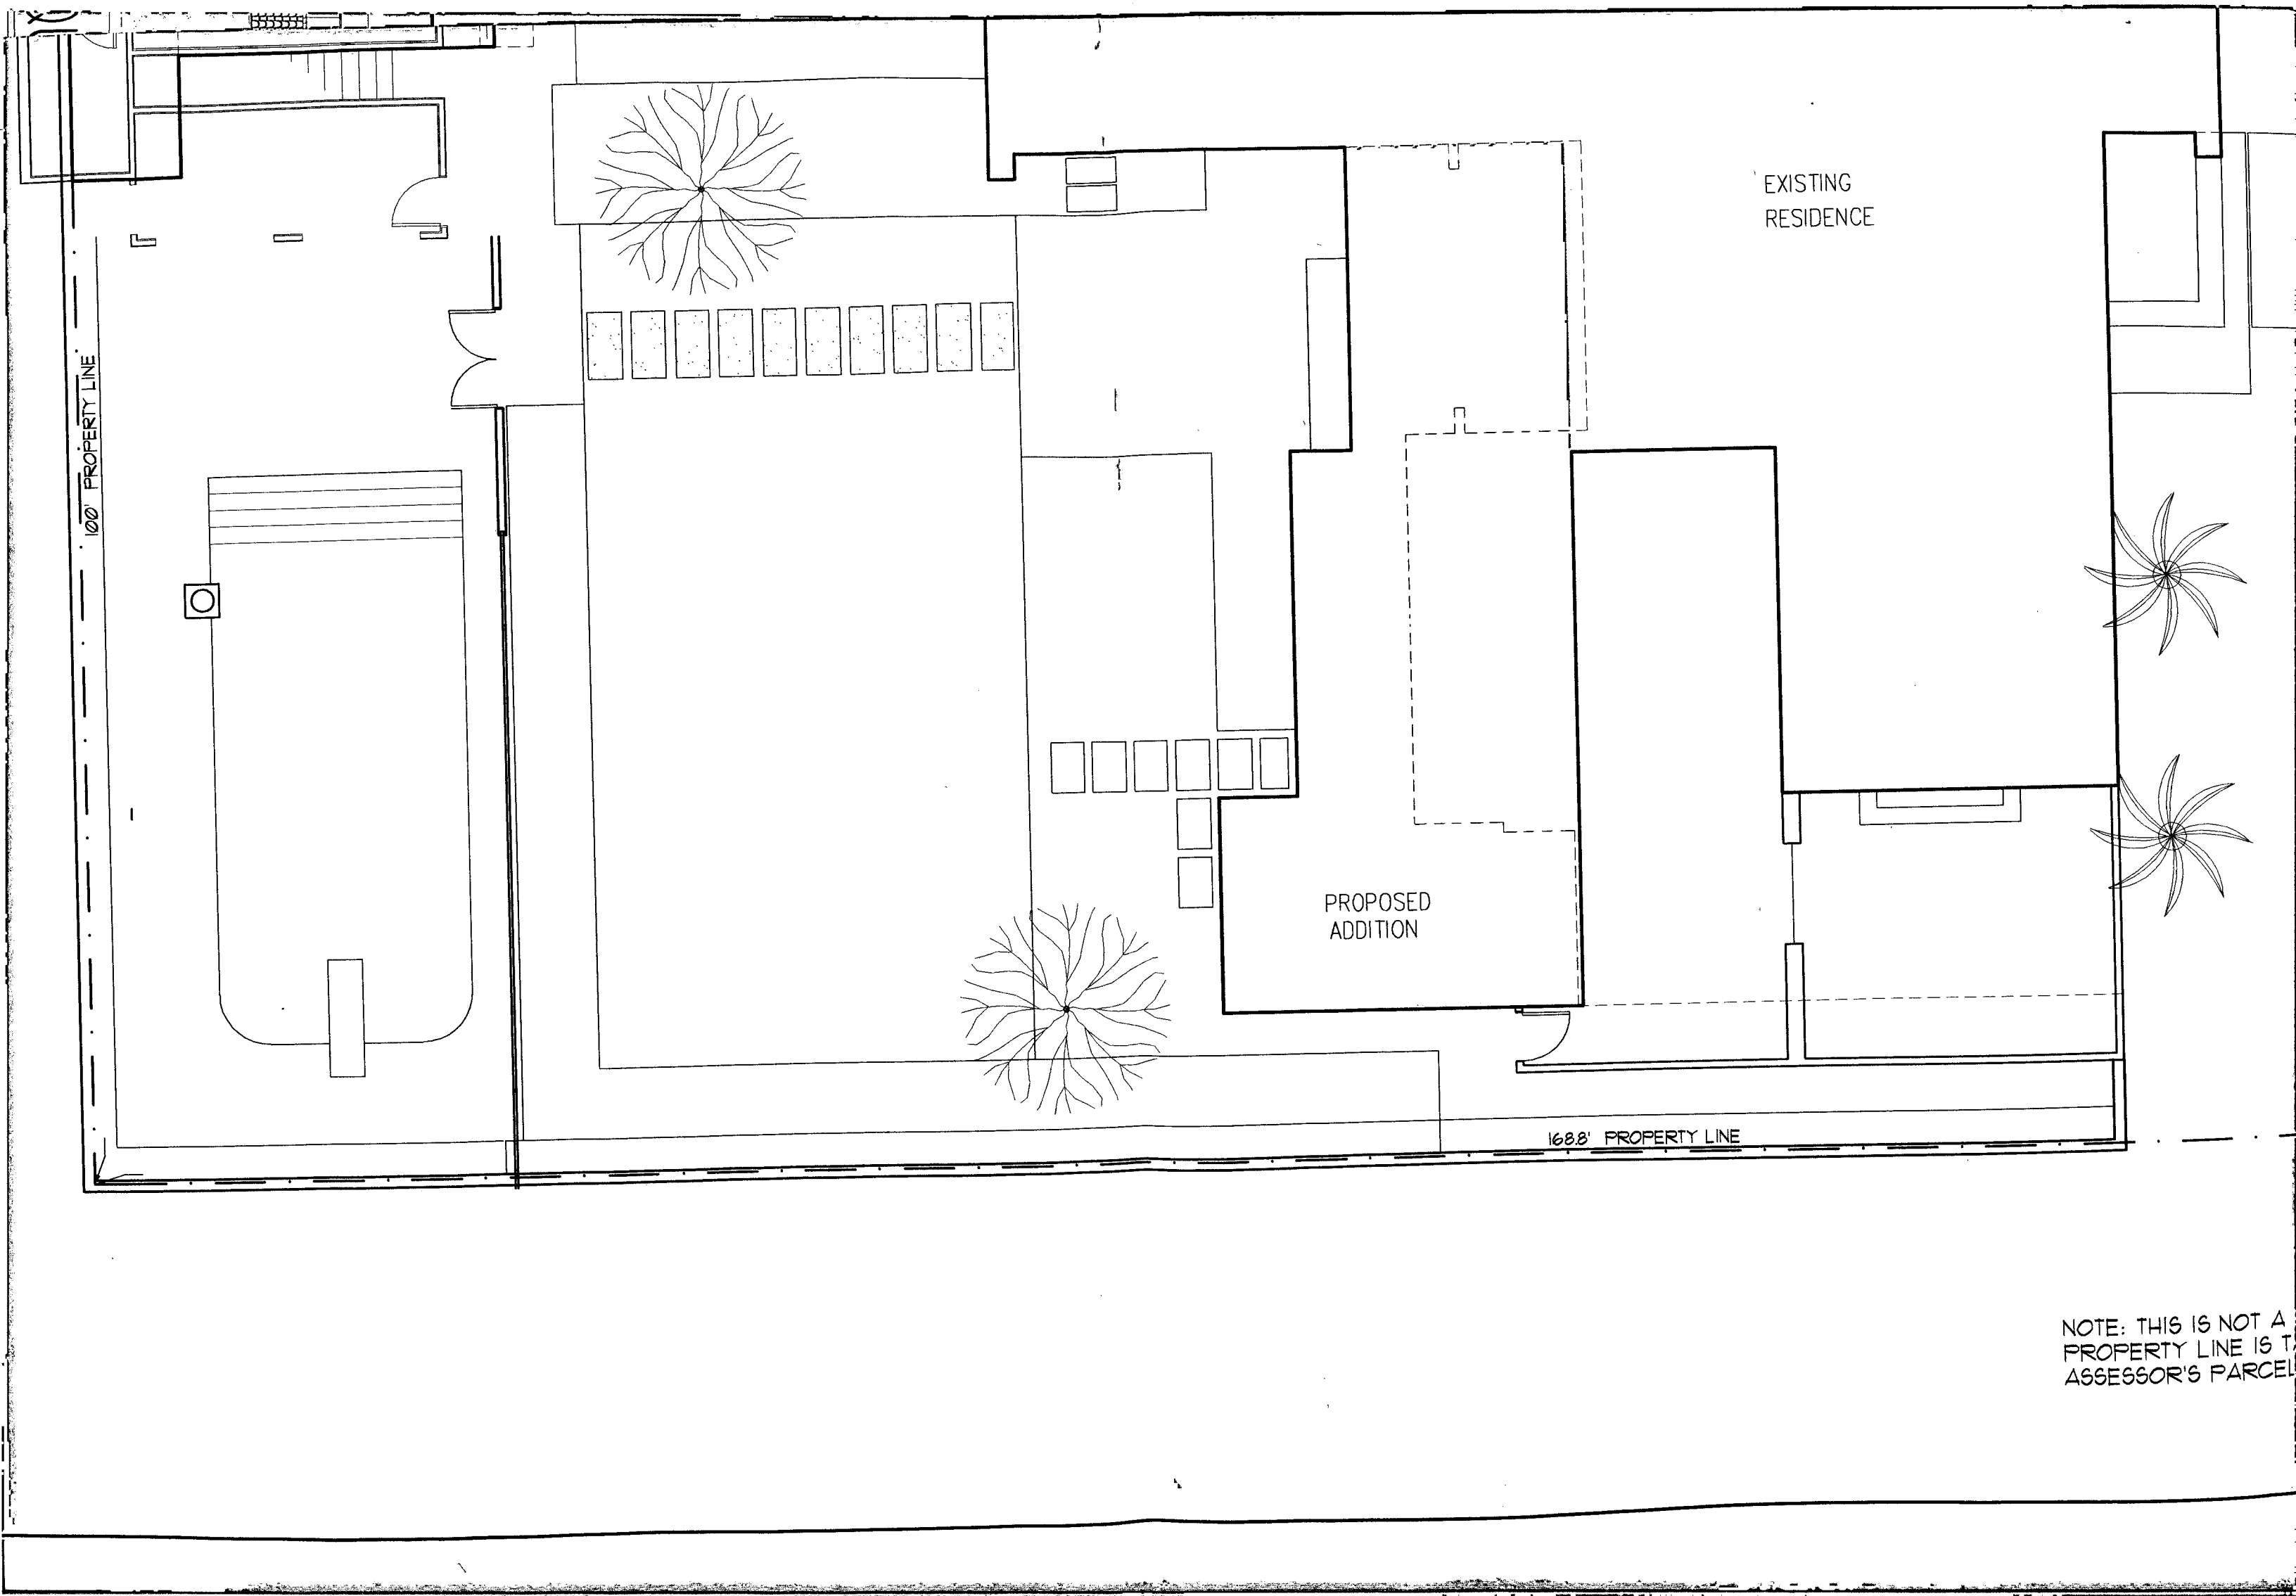 EXISTING
RESIDENCE
100' PROPERTY LINE
PROPOSED
ADDITION
168.8' PROPERTY LINE
NOTE: THIS IS NOT A
PROPERTY LINE IS T
ASSESSOR'S PARCEL